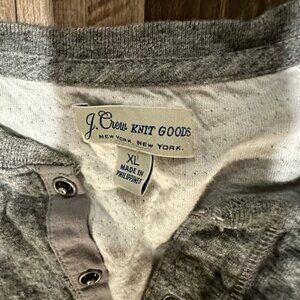 J. Crew KNIT GOODS
NEW YORK, NEW YORK.
XL
MADE IN
PHILIPPINES